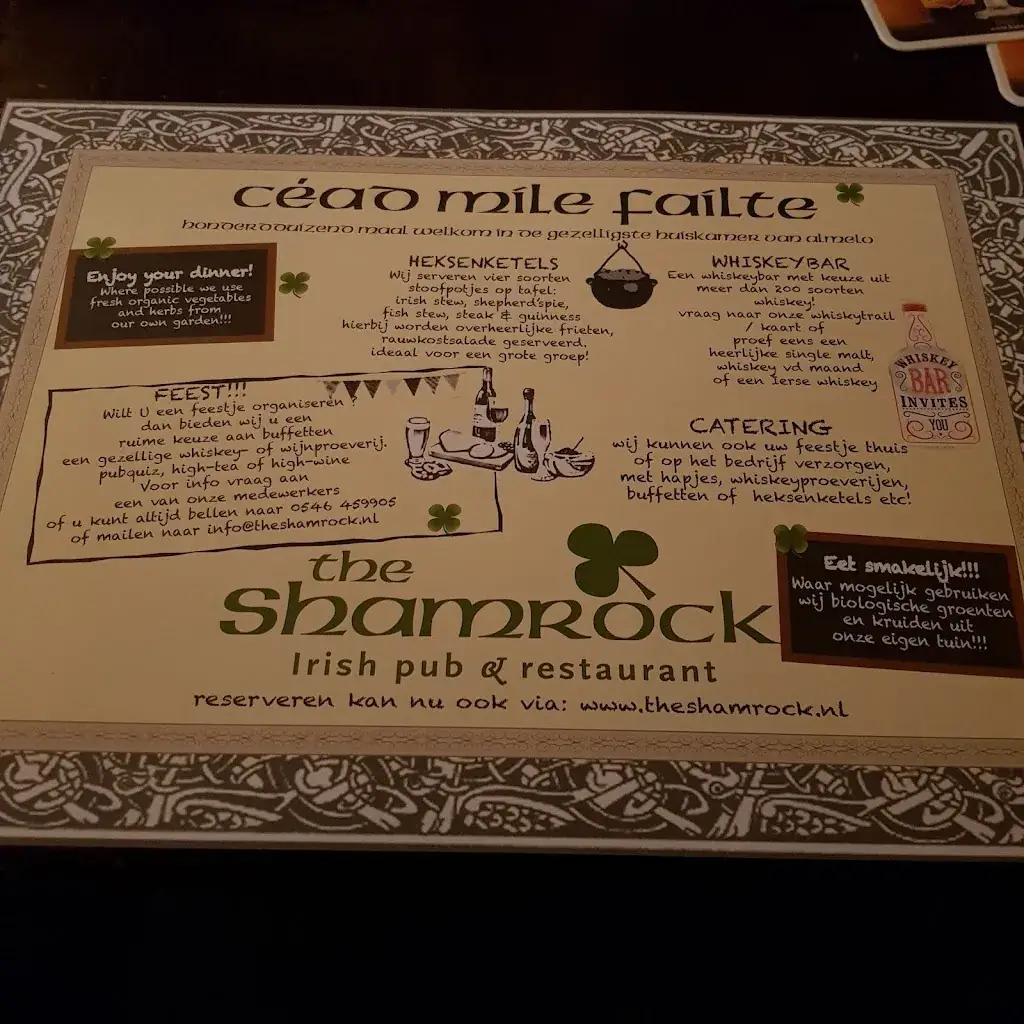 Céad míle fáilte
honderdduizend maal welkom in de gezelligste huiskamer van almelo
Enjoy your dinner!
Where possible we use
fresh organic vegetables
and herbs from
our own garden!!!
HEKSENKETELS
Wij serveren vier soorten
stoofpotjes op tafel:
irish stew, shepherd'spie,
fish stew, steak & guinness
hierbij worden overheerlijke frieten,
rauwkostsalade geserveerd.
ideaal voor een grote groep!
WHISKEYBAR
Een whiskeybar met keuze uit
meer dan 200 soorten
whiskey!
vraag naar onze whiskytrail
/ kaart of
proef eens een
heerlijke single malt,
whiskey vd maand
of een Ierse whiskey
WHISKEY
BAR
INVITES
YOU
FEEST!!!
Wilt U een feestje organiseren ?
dan bieden wij u een
ruime keuze aan buffetten
een gezellige whiskey- of wijnproeverij.
pubquiz, high-tea of high-wine
Voor info vraag aan
een van onze medewerkers
of u kunt altijd bellen naar 0546 459905
of mailen naar info@theshamrock.nl
CATERING
wij kunnen ook uw feestje thuis
of op het bedrijf verzorgen,
met hapjes, whiskeyproeverijen,
buffetten of heksenketels etc!
Eet smakelijk!!!
Waar mogelijk gebruiken
wij biologische groenten
en kruiden uit
onze eigen tuin!!!
the
Shamrock
Irish pub & restaurant
reserveren kan nu ook via: www.theshamrock.nl